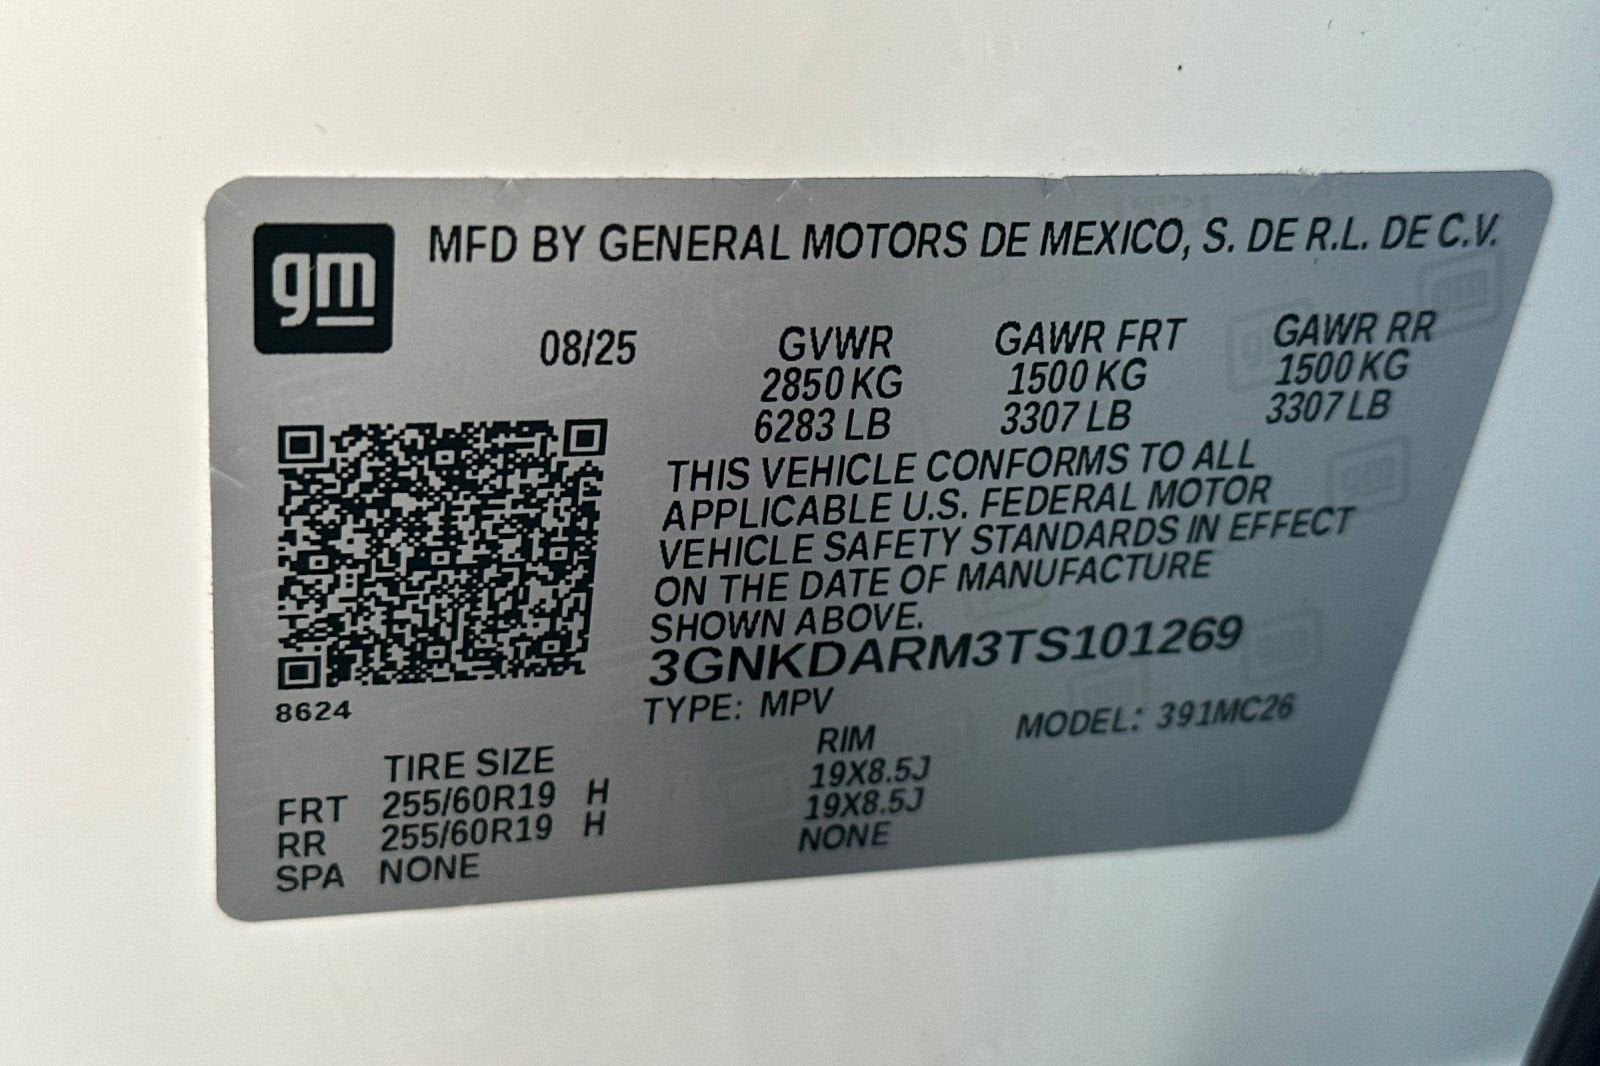 gm
MFD BY GENERAL MOTORS DE MEXICO, S. DE R.L. DE C.V.
08/25 GVWR GAWR FRT GAWR RR
2850 KG 1500 KG 1500 KG
6283 LB 3307 LB 3307 LB
THIS VEHICLE CONFORMS TO ALL
APPLICABLE U.S. FEDERAL MOTOR
VEHICLE SAFETY STANDARDS IN EFFECT
ON THE DATE OF MANUFACTURE
SHOWN ABOVE.
3GNKDARM3TS101269
8624
TYPE: MPV MODEL: 391MC26
TIRE SIZE RIM
FRT 255/60R19 H 19X8.5J
RR 255/60R19 H 19X8.5J
SPA NONE NONE